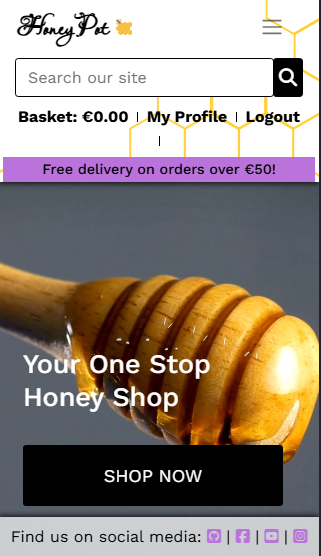 HoneyPot
Search our site
Basket: €0.00 | My Profile | Logout
|
Free delivery on orders over €50!
Your One Stop
Honey Shop
SHOP NOW
Find us on social media: | | |